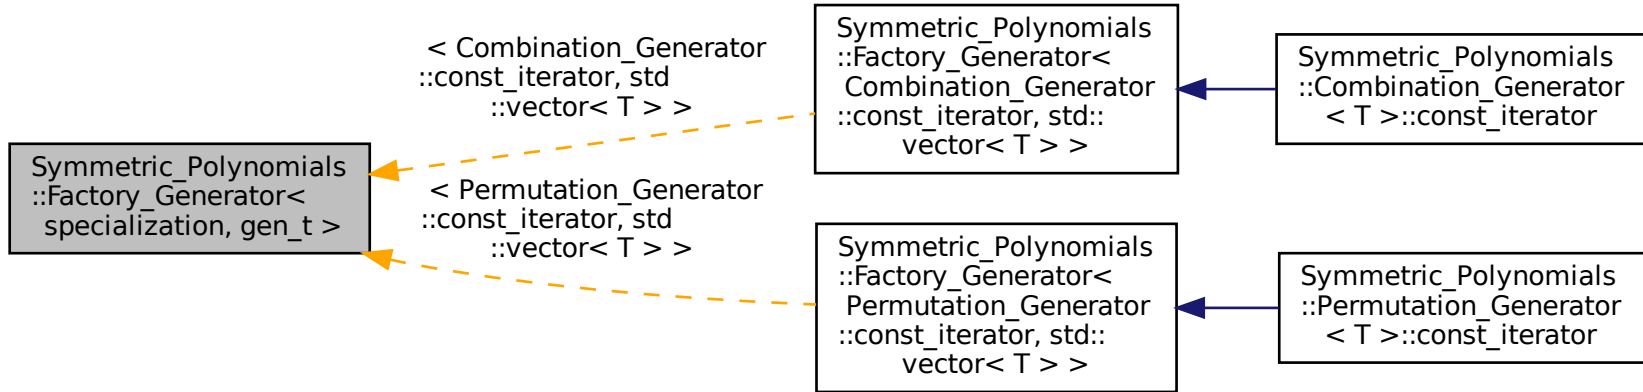 Symmetric_Polynomials
::Factory_Generator<
specialization, gen_t >
< Combination_Generator
::const_iterator, std
::vector< T > >
< Permutation_Generator
::const_iterator, std
::vector< T > >
Symmetric_Polynomials
::Factory_Generator<
Combination_Generator
::const_iterator, std::
vector< T > >
Symmetric_Polynomials
::Factory_Generator<
Permutation_Generator
::const_iterator, std::
vector< T > >
Symmetric_Polynomials
::Combination_Generator
< T >::const_iterator
Symmetric_Polynomials
::Permutation_Generator
< T >::const_iterator